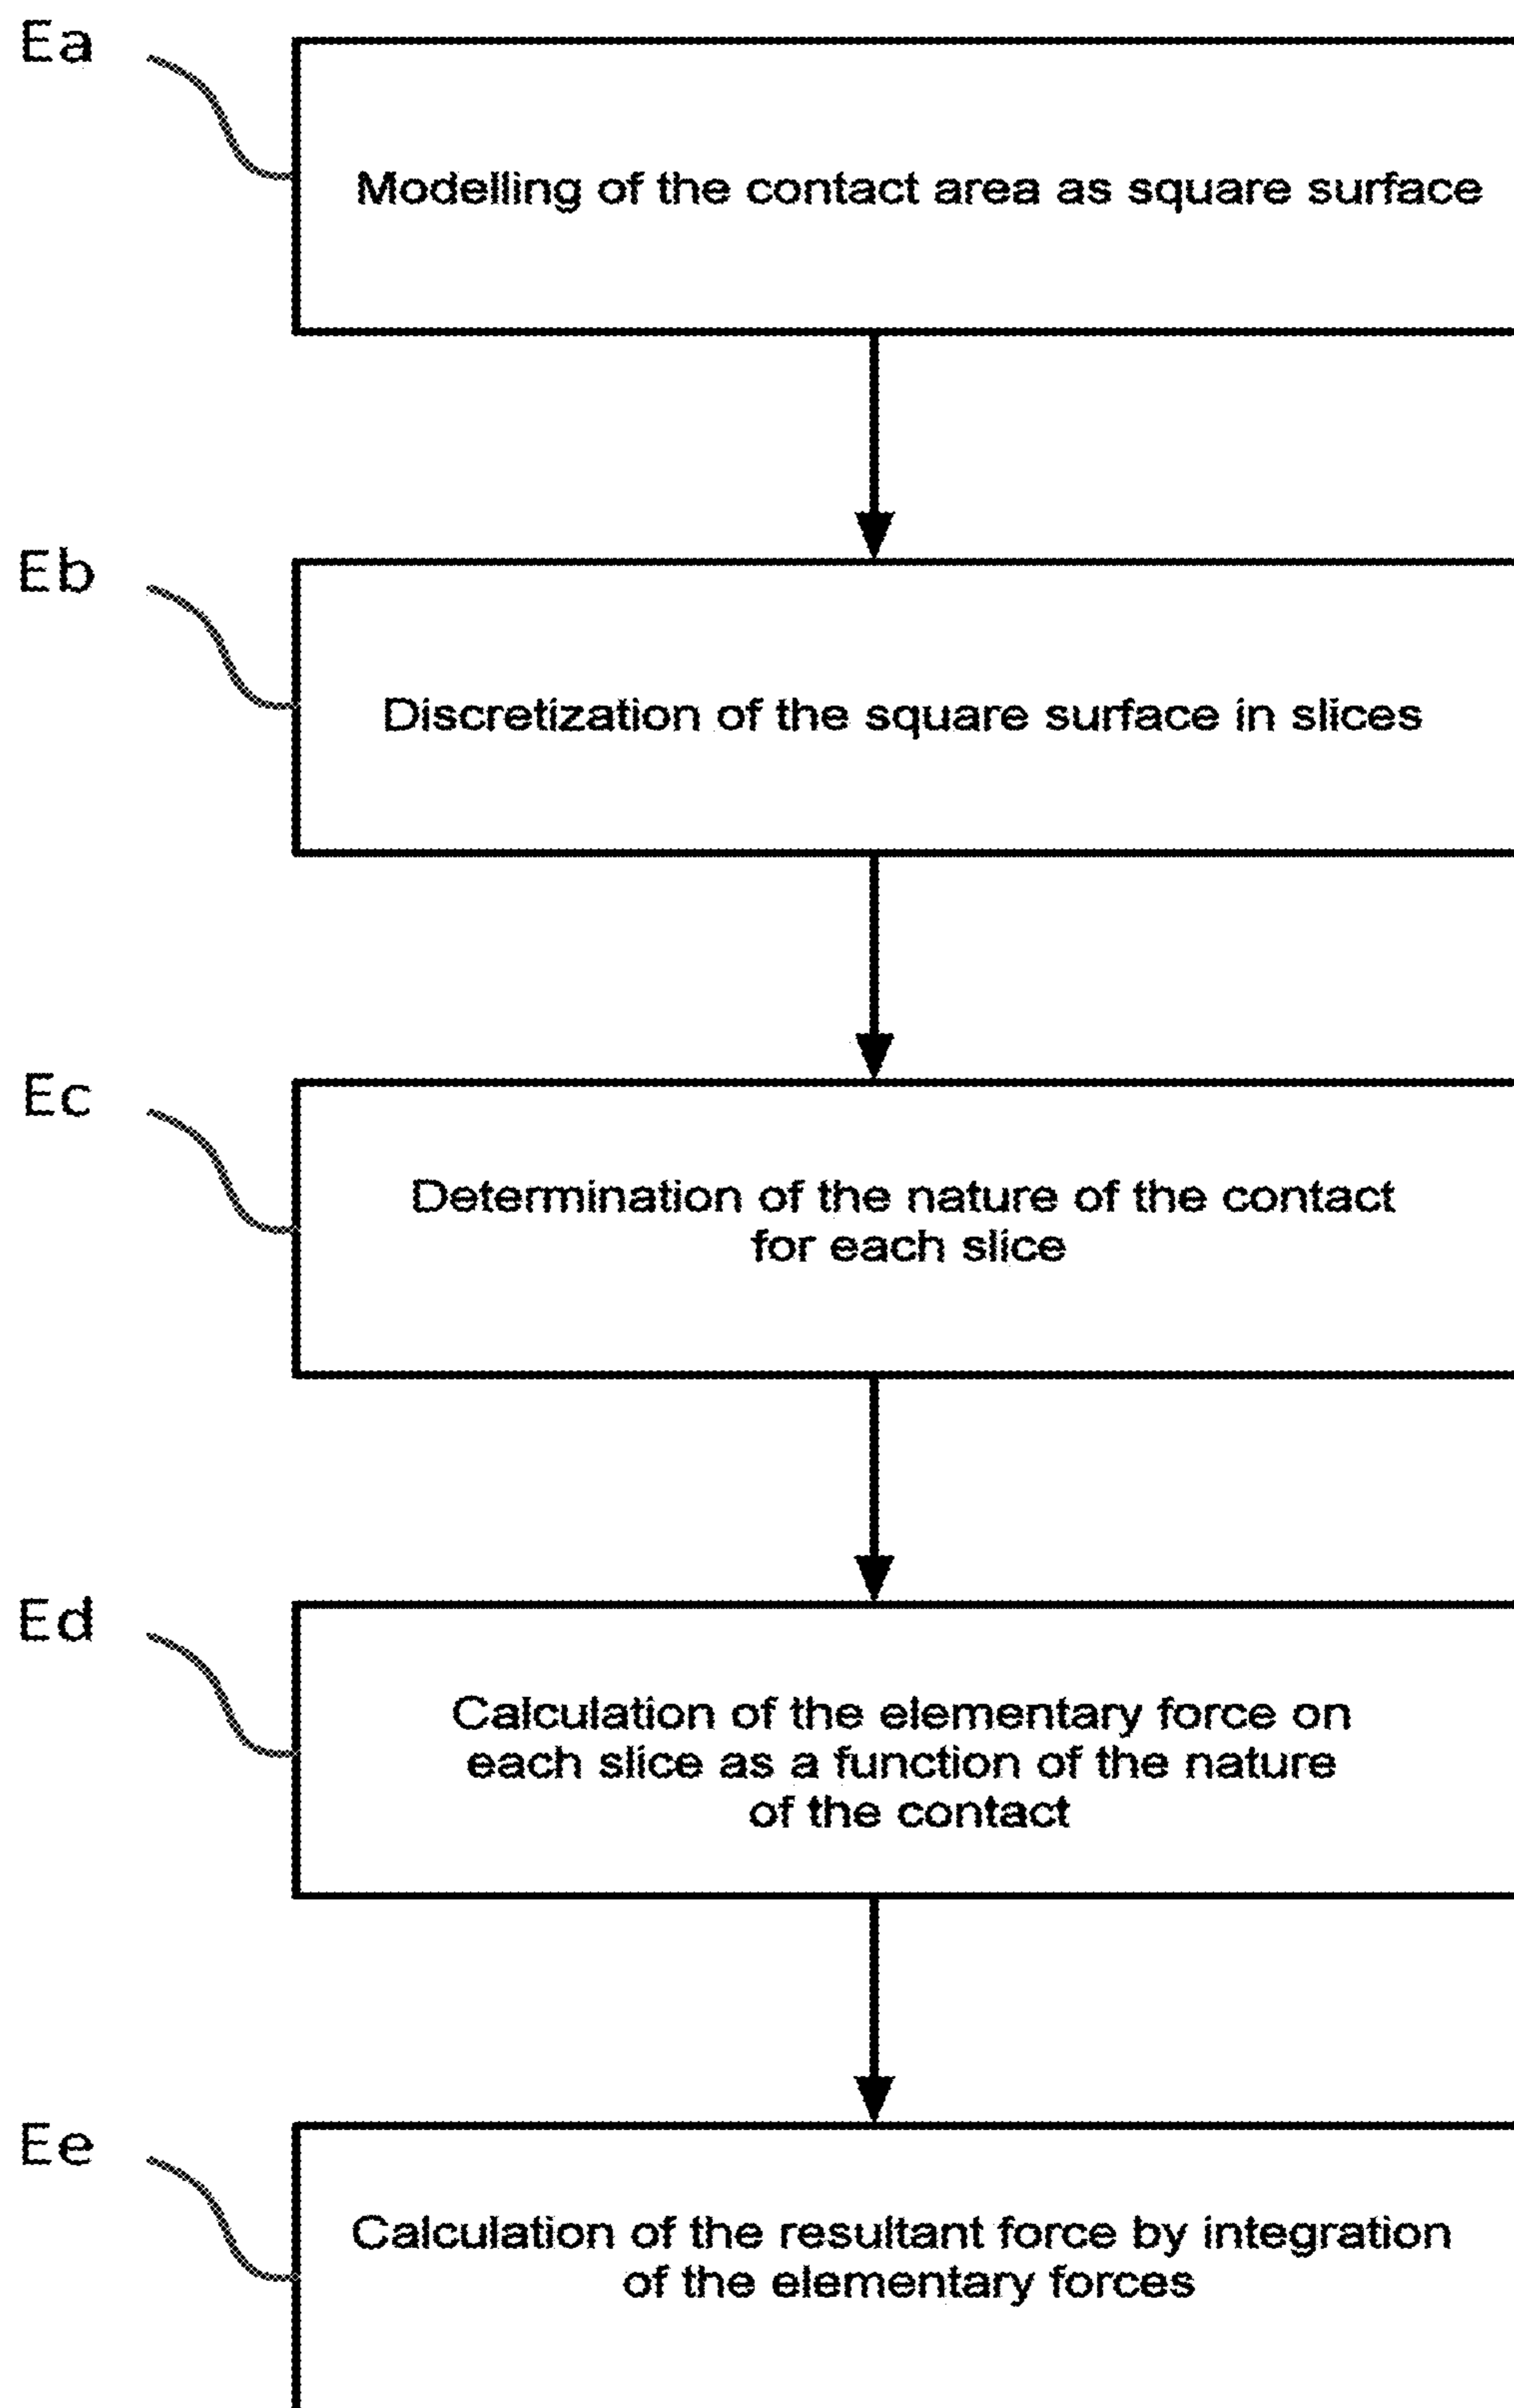 Ea
Modelling of the contact area as square surface
Eb
Discretization of the square surface in slices
Ec
Determination of the nature of the contact
for each slice
Ed
Calculation of the elementary force on
each slice as a function of the nature
of the contact
Ee
Calculation of the resultant force by integration
of the elementary forces